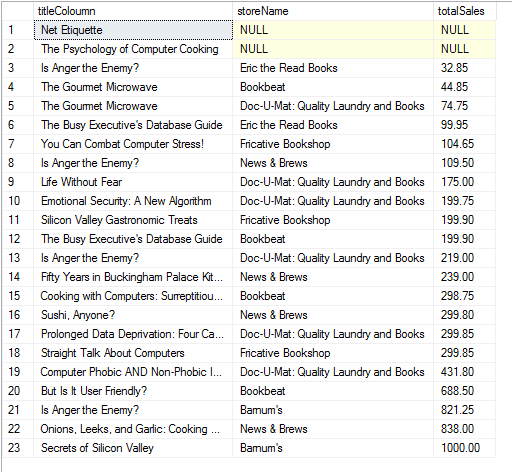 titleColoumn storeName totalSales
1 Net Etiquette NULL NULL
2 The Psychology of Computer Cooking NULL NULL
3 Is Anger the Enemy? Eric the Read Books 32.85
4 The Gourmet Microwave Bookbeat 44.85
5 The Gourmet Microwave Doc-U-Mat: Quality Laundry and Books 74.75
6 The Busy Executive's Database Guide Eric the Read Books 99.95
7 You Can Combat Computer Stress! Fricative Bookshop 104.65
8 Is Anger the Enemy? News & Brews 109.50
9 Life Without Fear Doc-U-Mat: Quality Laundry and Books 175.00
10 Emotional Security: A New Algorithm Doc-U-Mat: Quality Laundry and Books 199.75
11 Silicon Valley Gastronomic Treats Fricative Bookshop 199.90
12 The Busy Executive's Database Guide Bookbeat 199.90
13 Is Anger the Enemy? Doc-U-Mat: Quality Laundry and Books 219.00
14 Fifty Years in Buckingham Palace Kit... News & Brews 239.00
15 Cooking with Computers: Surreptitiou... Bookbeat 298.75
16 Sushi, Anyone? News & Brews 299.80
17 Prolonged Data Deprivation: Four Ca... Doc-U-Mat: Quality Laundry and Books 299.85
18 Straight Talk About Computers Fricative Bookshop 299.85
19 Computer Phobic AND Non-Phobic I... Doc-U-Mat: Quality Laundry and Books 431.80
20 But Is It User Friendly? Bookbeat 688.50
21 Is Anger the Enemy? Barnum's 821.25
22 Onions, Leeks, and Garlic: Cooking ... News & Brews 838.00
23 Secrets of Silicon Valley Barnum's 1000.00